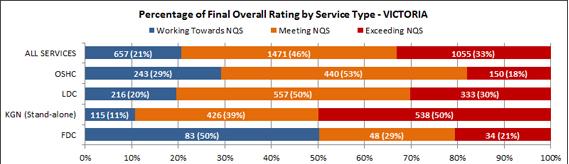 Percentage of Final Overall Rating by Service Type - VICTORIA
Working Towards NQS Meeting NQS Exceeding NQS
ALL SERVICES 657 (21%) 1471 (46%) 1055 (33%)
OSHC 243 (29%) 440 (53%) 150 (18%)
LDC 216 (20%) 557 (50%) 333 (30%)
KGN (Stand-alone) 115 (11%) 426 (39%) 538 (50%)
FDC 83 (50%) 48 (29%) 34 (21%)
0% 10% 20% 30% 40% 50% 60% 70% 80% 90% 100%